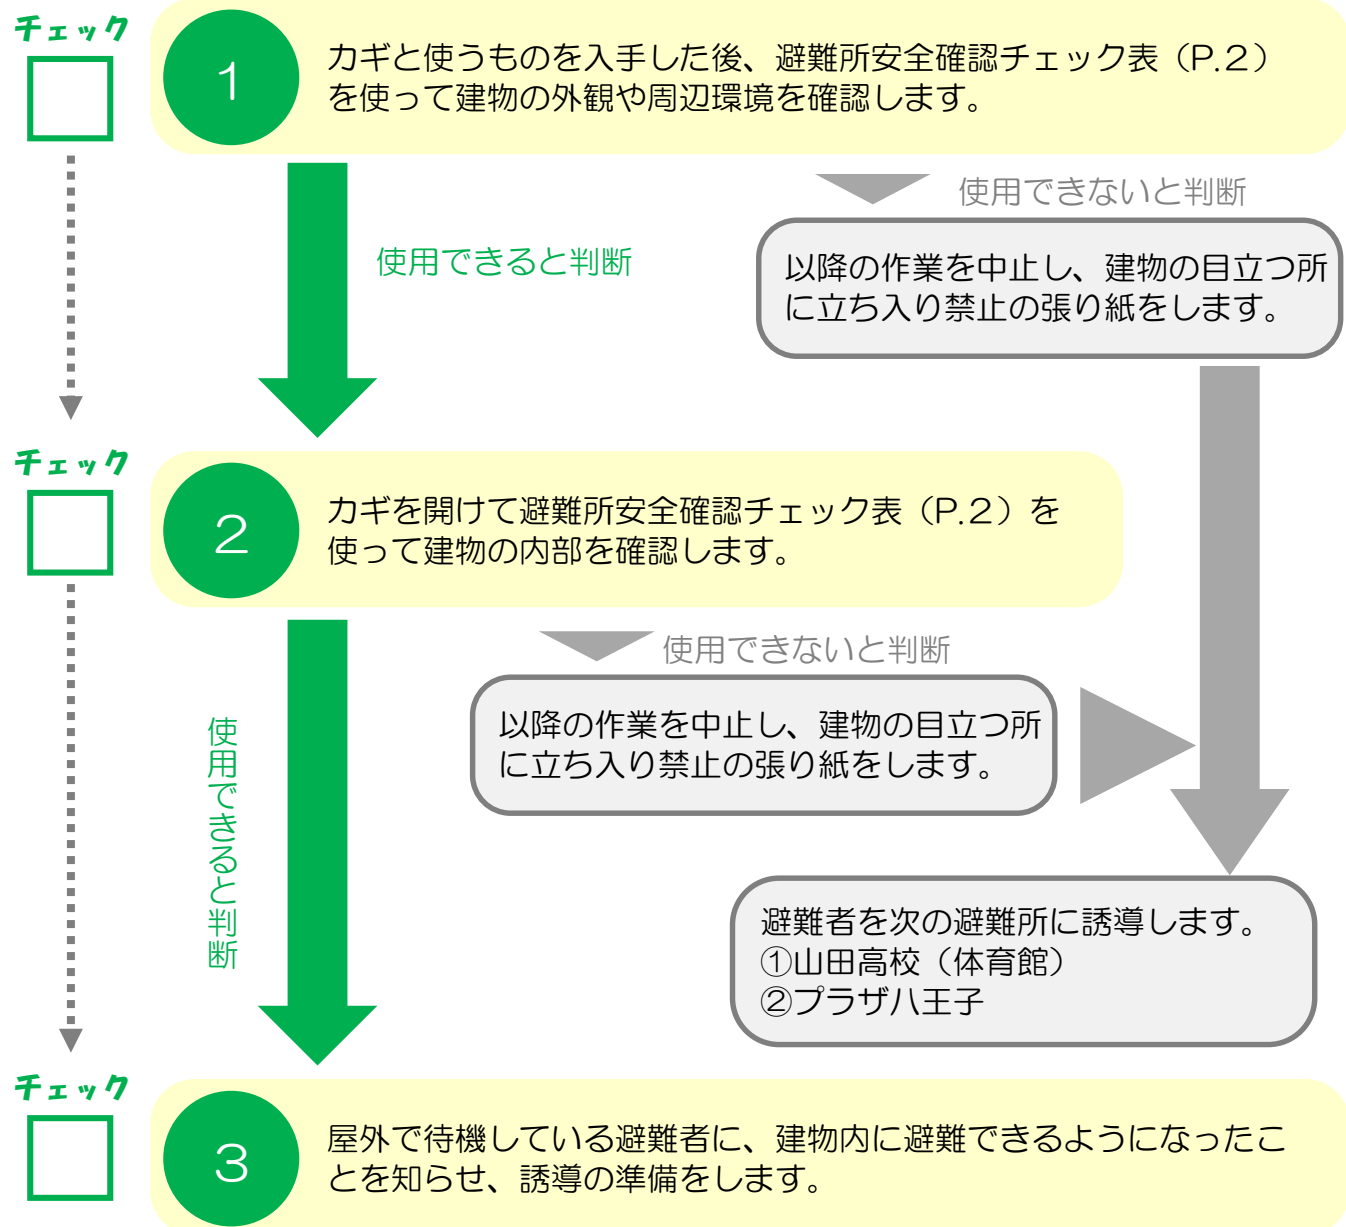 チェック
1
カギと使うものを入手した後、避難所安全確認チェック表（P.2）
を使って建物の外観や周辺環境を確認します。
使用できないと判断
使用できると判断
以降の作業を中止し、建物の目立つ所
に立ち入り禁止の張り紙をします。
チェック
2
カギを開けて避難所安全確認チェック表（P.2）を
使って建物の内部を確認します。
使用できないと判断
使用できると判断
以降の作業を中止し、建物の目立つ所
に立ち入り禁止の張り紙をします。
避難者を次の避難所に誘導します。
①山田高校（体育館）
②プラザ八王子
チェック
3
屋外で待機している避難者に、建物内に避難できるようになったこ
とを知らせ、誘導の準備をします。